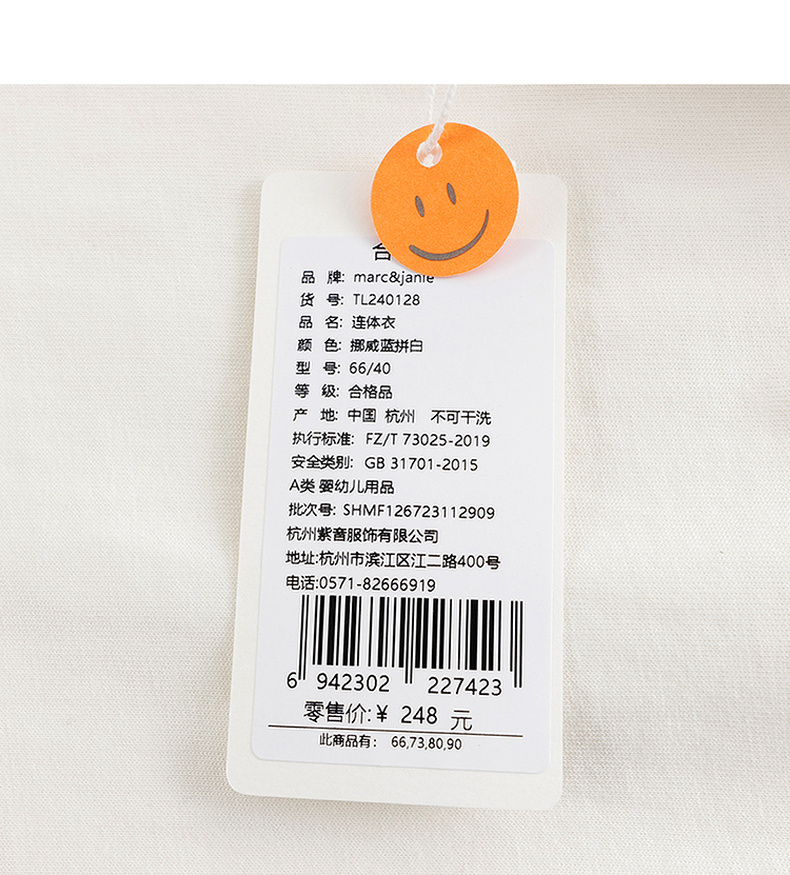 合
品 牌: marc&janie
货 号: TL240128
品 名: 连体衣
颜 色: 挪威蓝拼白
型 号: 66/40
等 级: 合格品
产 地: 中国 杭州 不可干洗
执行标准: FZ/T 73025-2019
安全类别: GB 31701-2015
A类 婴幼儿用品
批次号: SHMF126723112909
杭州紫音服饰有限公司
地址:杭州市滨江区江二路400号
电话:0571-82666919
6 942302 227423
零售价:¥ 248 元
此商品有: 66,73,80,90